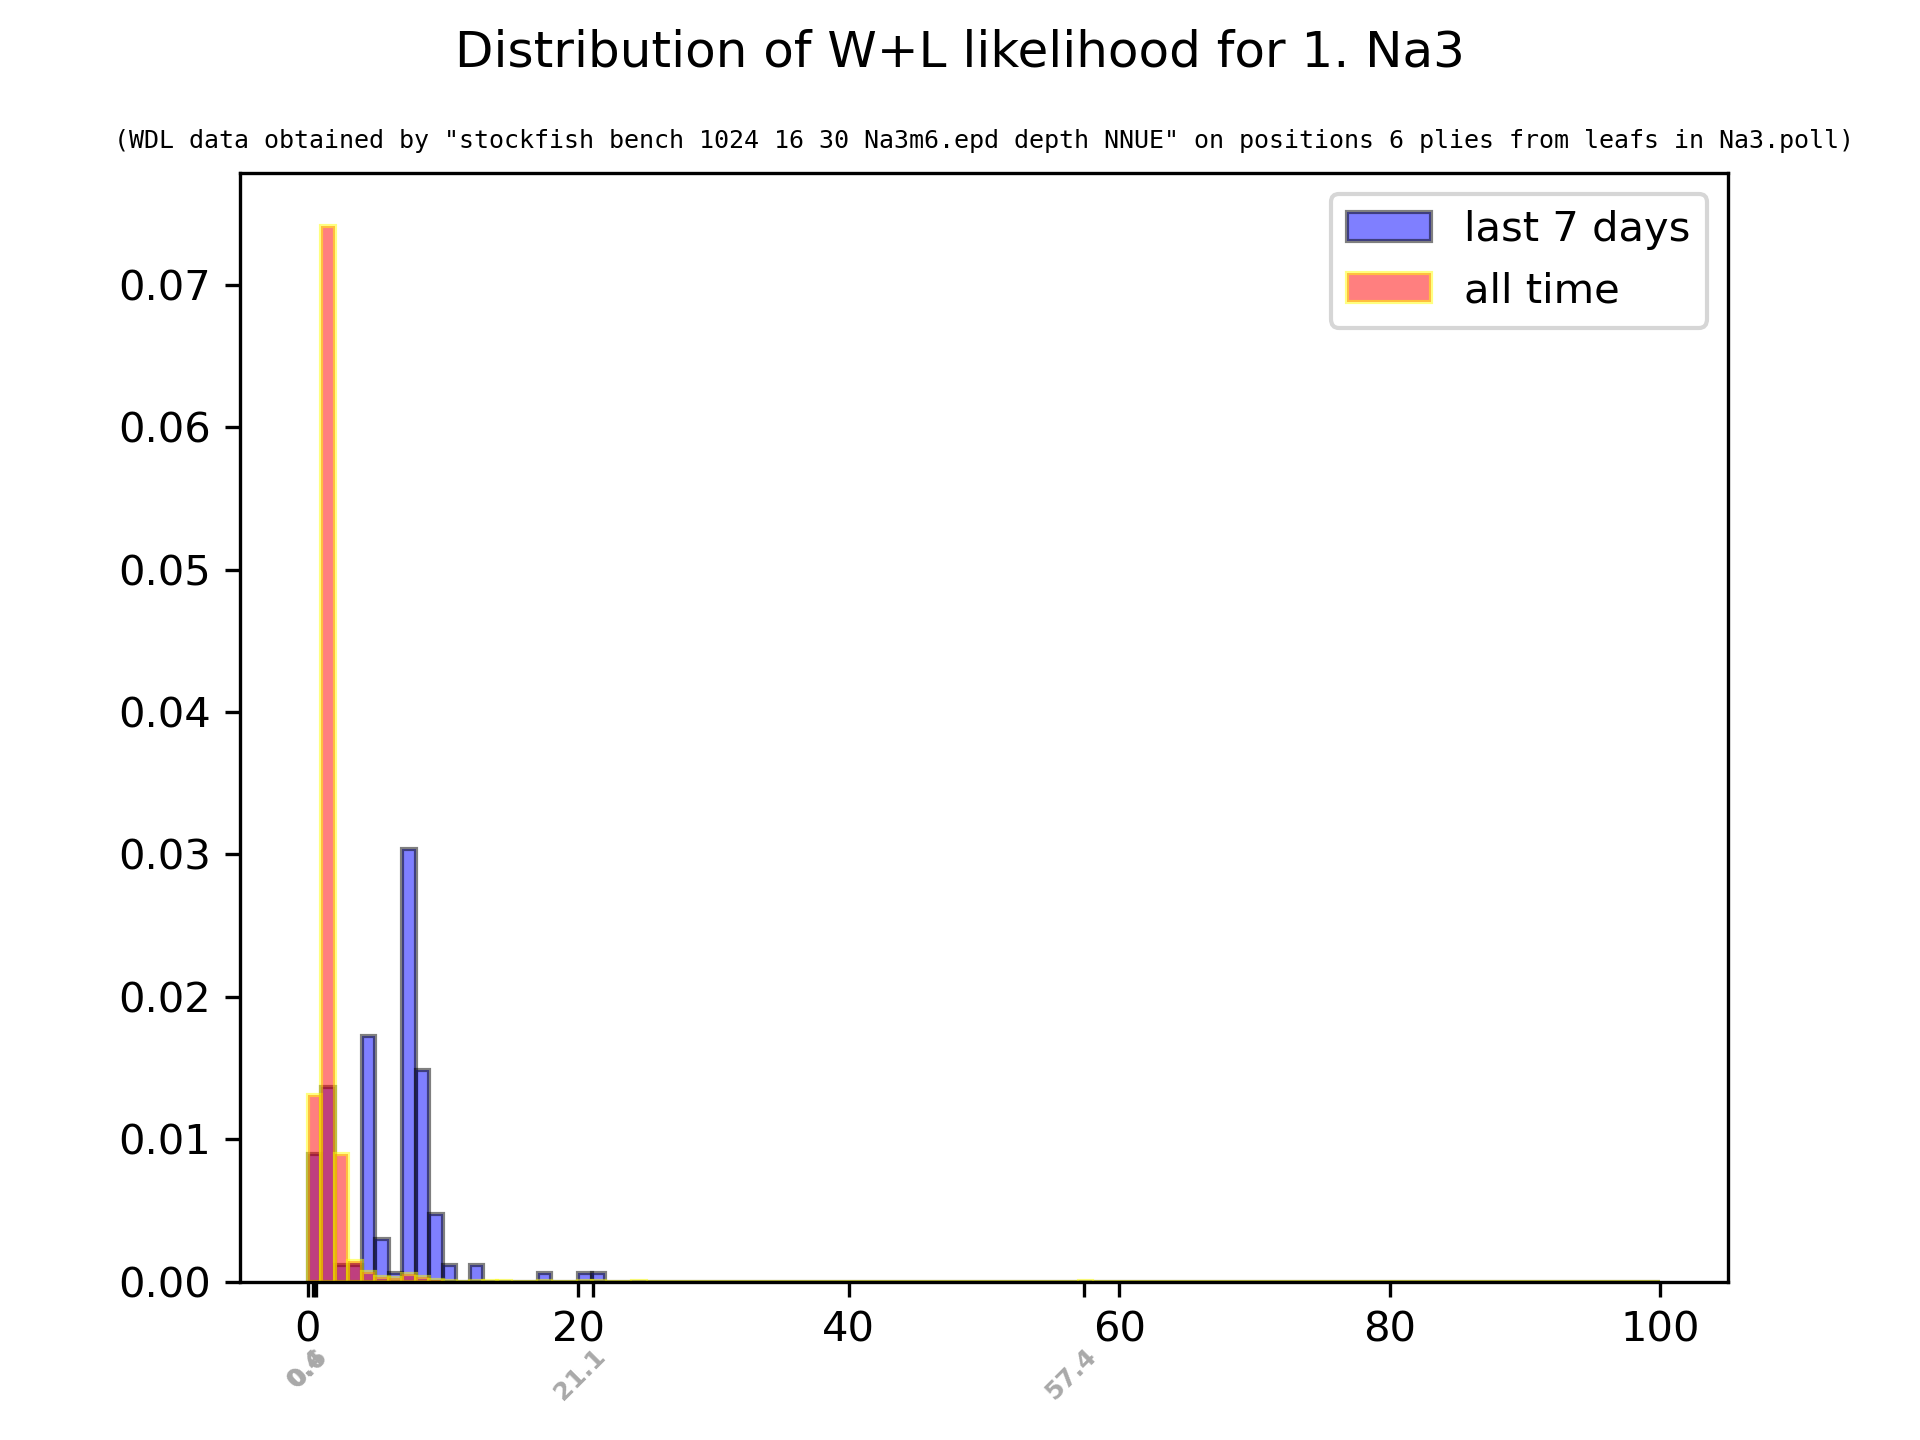 Distribution of W+L likelihood for 1. Na3
(WDL data obtained by "stockfish bench 1024 16 30 Na3m6.epd depth NNUE" on positions 6 plies from leafs in Na3.poll)
last 7 days
all time
0.07
0.06
0.05
0.04
0.03
0.02
0.01
0.00
0 20 40 60 80 100
21.1 57.4